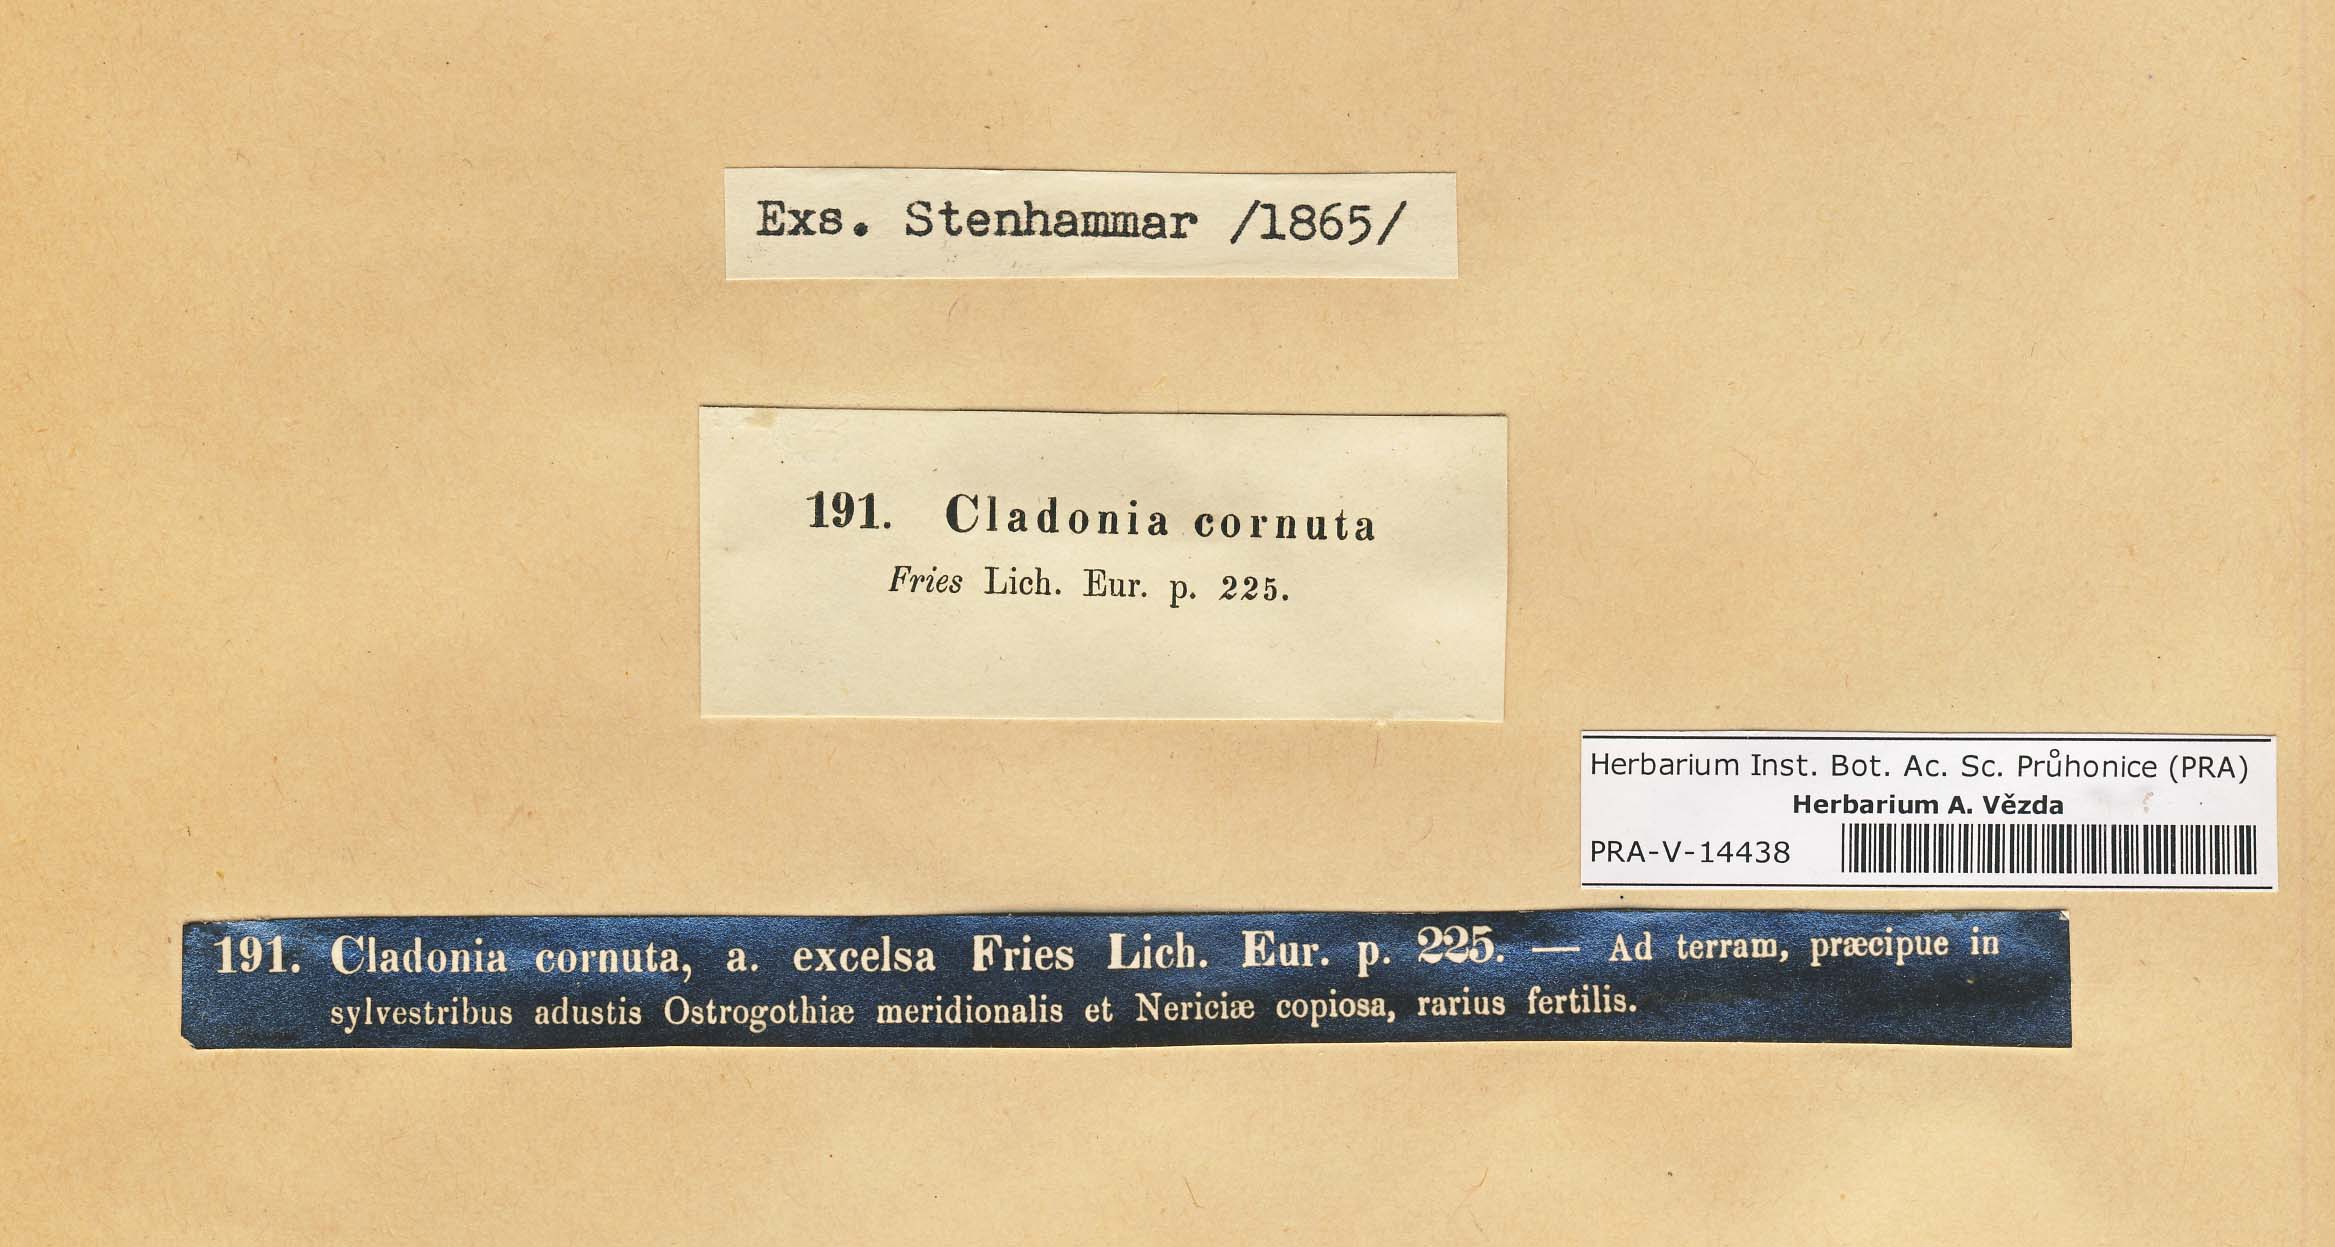 Exs. Stenhammar /1865/
191. Cladonia cornuta
Fries Lich. Eur. p. 225.
Herbarium Inst. Bot. Ac. Sc. Průhonice (PRA)
Herbarium A. Vězda
PRA-V-14438
191. Cladonia cornuta, a. excelsa Fries Lich. Eur. p. 225. — Ad terram, præcipue in
sylvestribus adustis Ostrogothiæ meridionalis et Nericiæ copiosa, rarius fertilis.